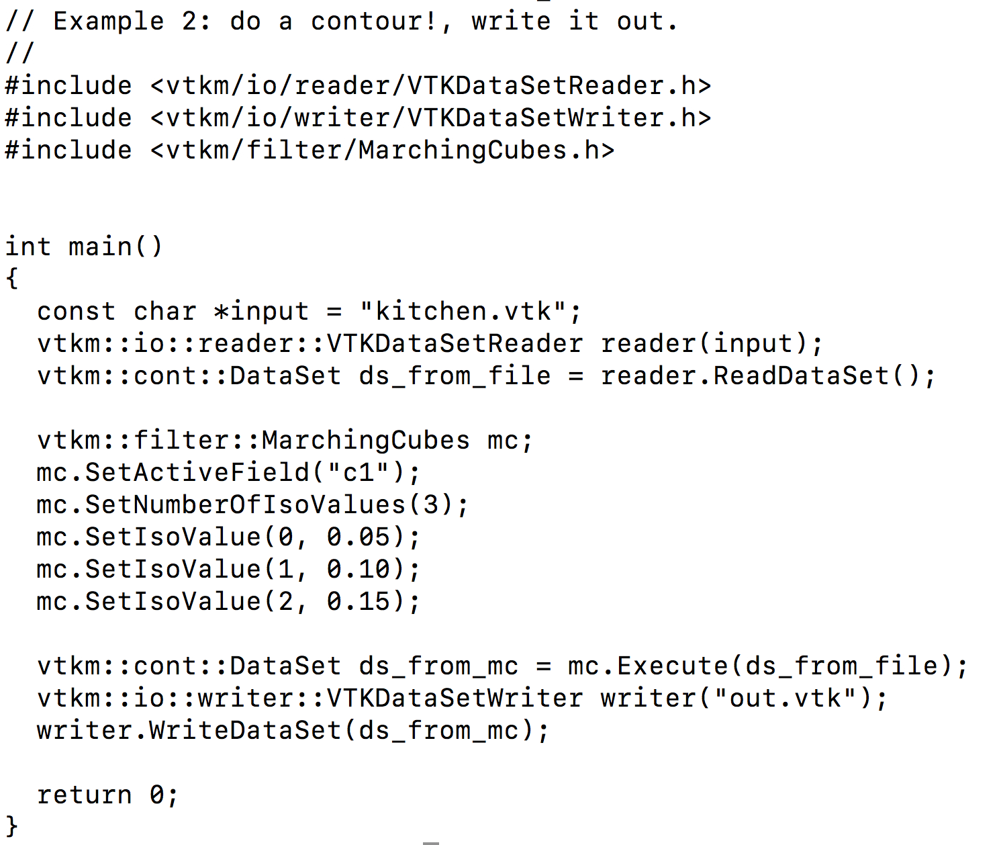 // Example 2: do a contour!, write it out.
//
#include <vtkm/io/reader/VTKDataSetReader.h>
#include <vtkm/io/writer/VTKDataSetWriter.h>
#include <vtkm/filter/MarchingCubes.h>
int main()
{
  const char *input = "kitchen.vtk";
  vtkm::io::reader::VTKDataSetReader reader(input);
  vtkm::cont::DataSet ds_from_file = reader.ReadDataSet();
  vtkm::filter::MarchingCubes mc;
  mc.SetActiveField("c1");
  mc.SetNumberOfIsoValues(3);
  mc.SetIsoValue(0, 0.05);
  mc.SetIsoValue(1, 0.10);
  mc.SetIsoValue(2, 0.15);
  vtkm::cont::DataSet ds_from_mc = mc.Execute(ds_from_file);
  vtkm::io::writer::VTKDataSetWriter writer("out.vtk");
  writer.WriteDataSet(ds_from_mc);
  return 0;
}